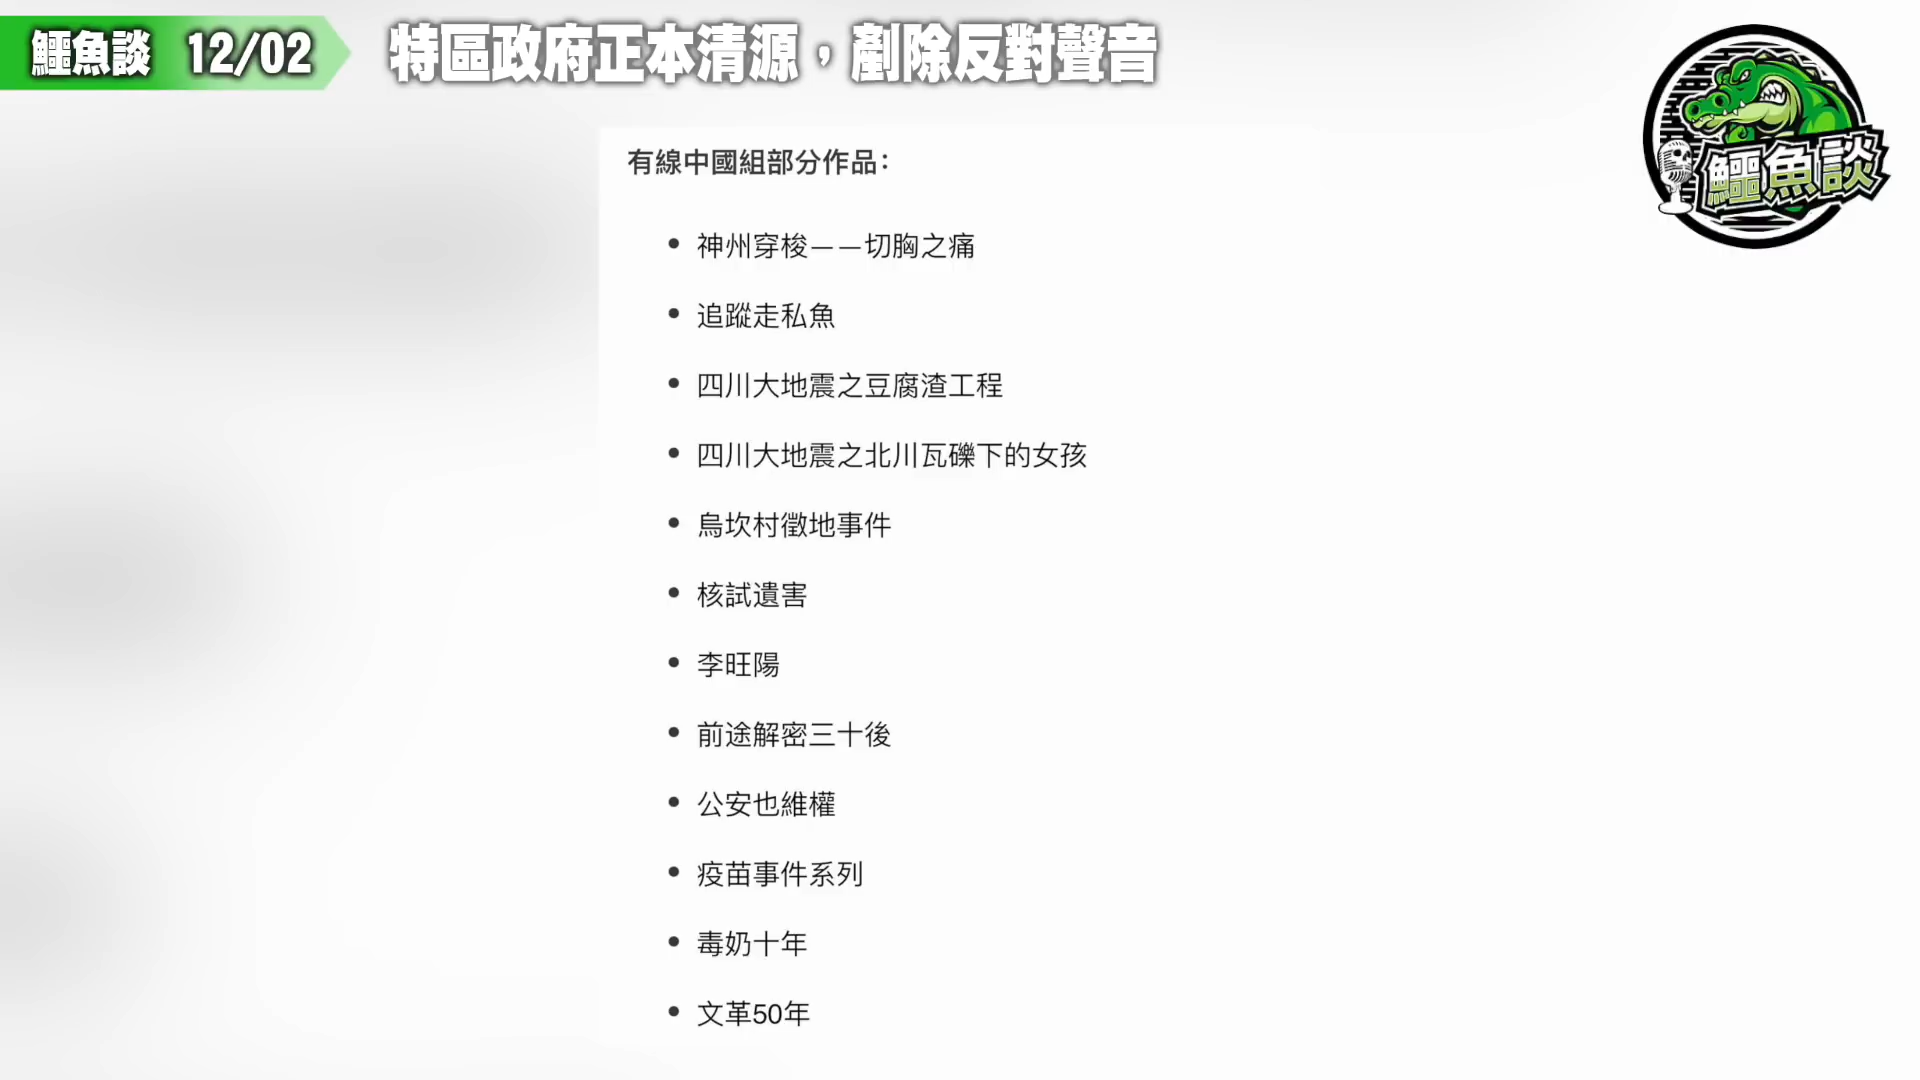 鱷魚談 12/02 特區政府正本清源，剷除反對聲音
鱷魚談
有線中國組部分作品：
• 神州穿梭——切胸之痛
• 追蹤走私魚
• 四川大地震之豆腐渣工程
• 四川大地震之北川瓦礫下的女孩
• 烏坎村徵地事件
• 核試遺害
• 李旺陽
• 前途解密三十後
• 公安也維權
• 疫苗事件系列
• 毒奶十年
• 文革50年